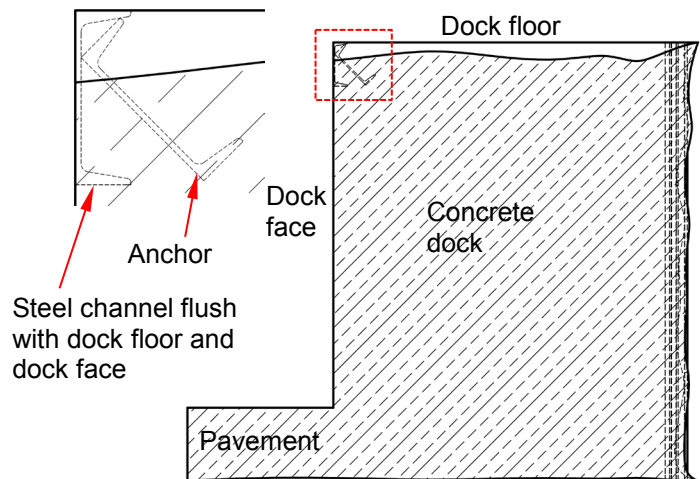 Dock floor
Dock
face
Concrete
dock
Anchor
Steel channel flush
with dock floor and
dock face
Pavement